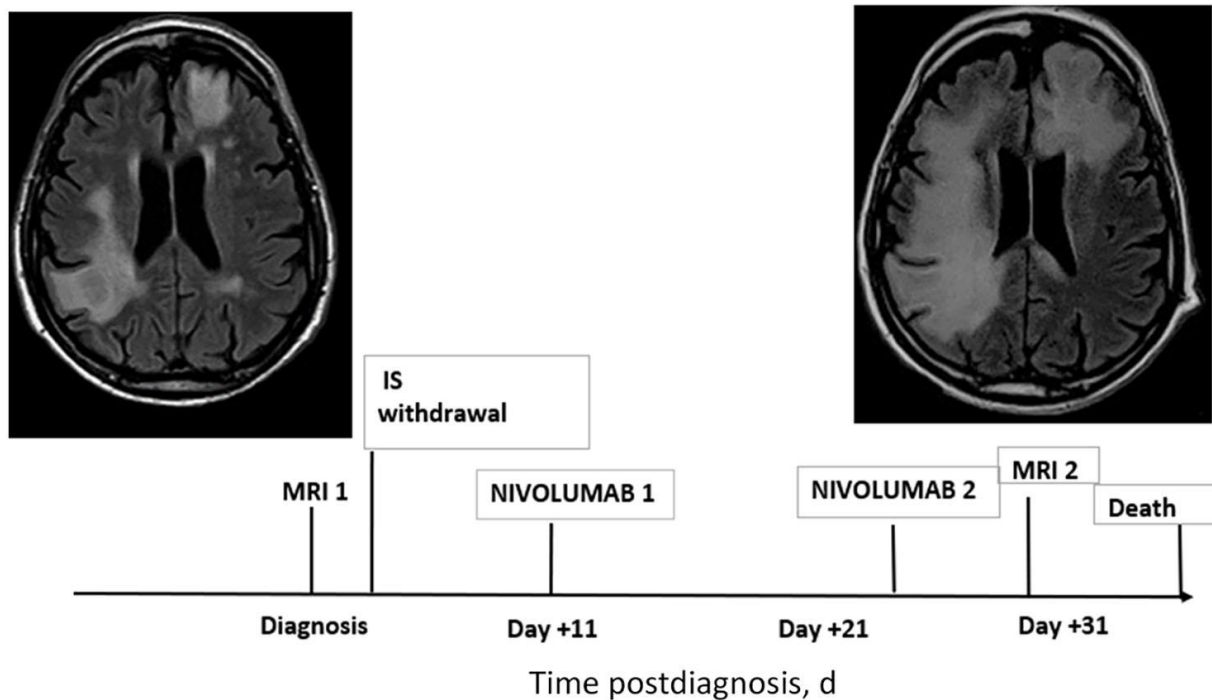 IS
withdrawal
MRI 1
NIVOLUMAB 1
NIVOLUMAB 2
MRI 2
Death
Diagnosis
Day +11
Day +21
Day +31
Time postdiagnosis, d